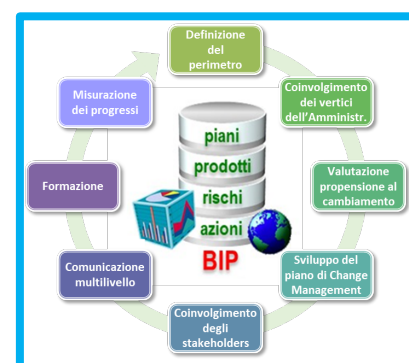 Definizione
del
perimetro
Coinvolgimento
dei vertici
dell'Amministr.
Valutazione
propensione al
cambiamento
Sviluppo del
piano di Change
Management
Coinvolgimento
degli
stakeholders
Comunicazione
multilivello
Formazione
Misurazione
dei progressi
piani
prodotti
rischi
azioni
BIP